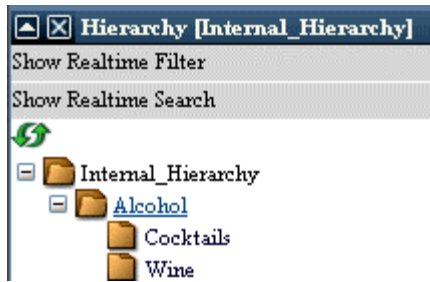 Hierarchy [Internal_Hierarchy]
Show Realtime Filter
Show Realtime Search
Internal_Hierarchy
Alcohol
Cocktails
Wine